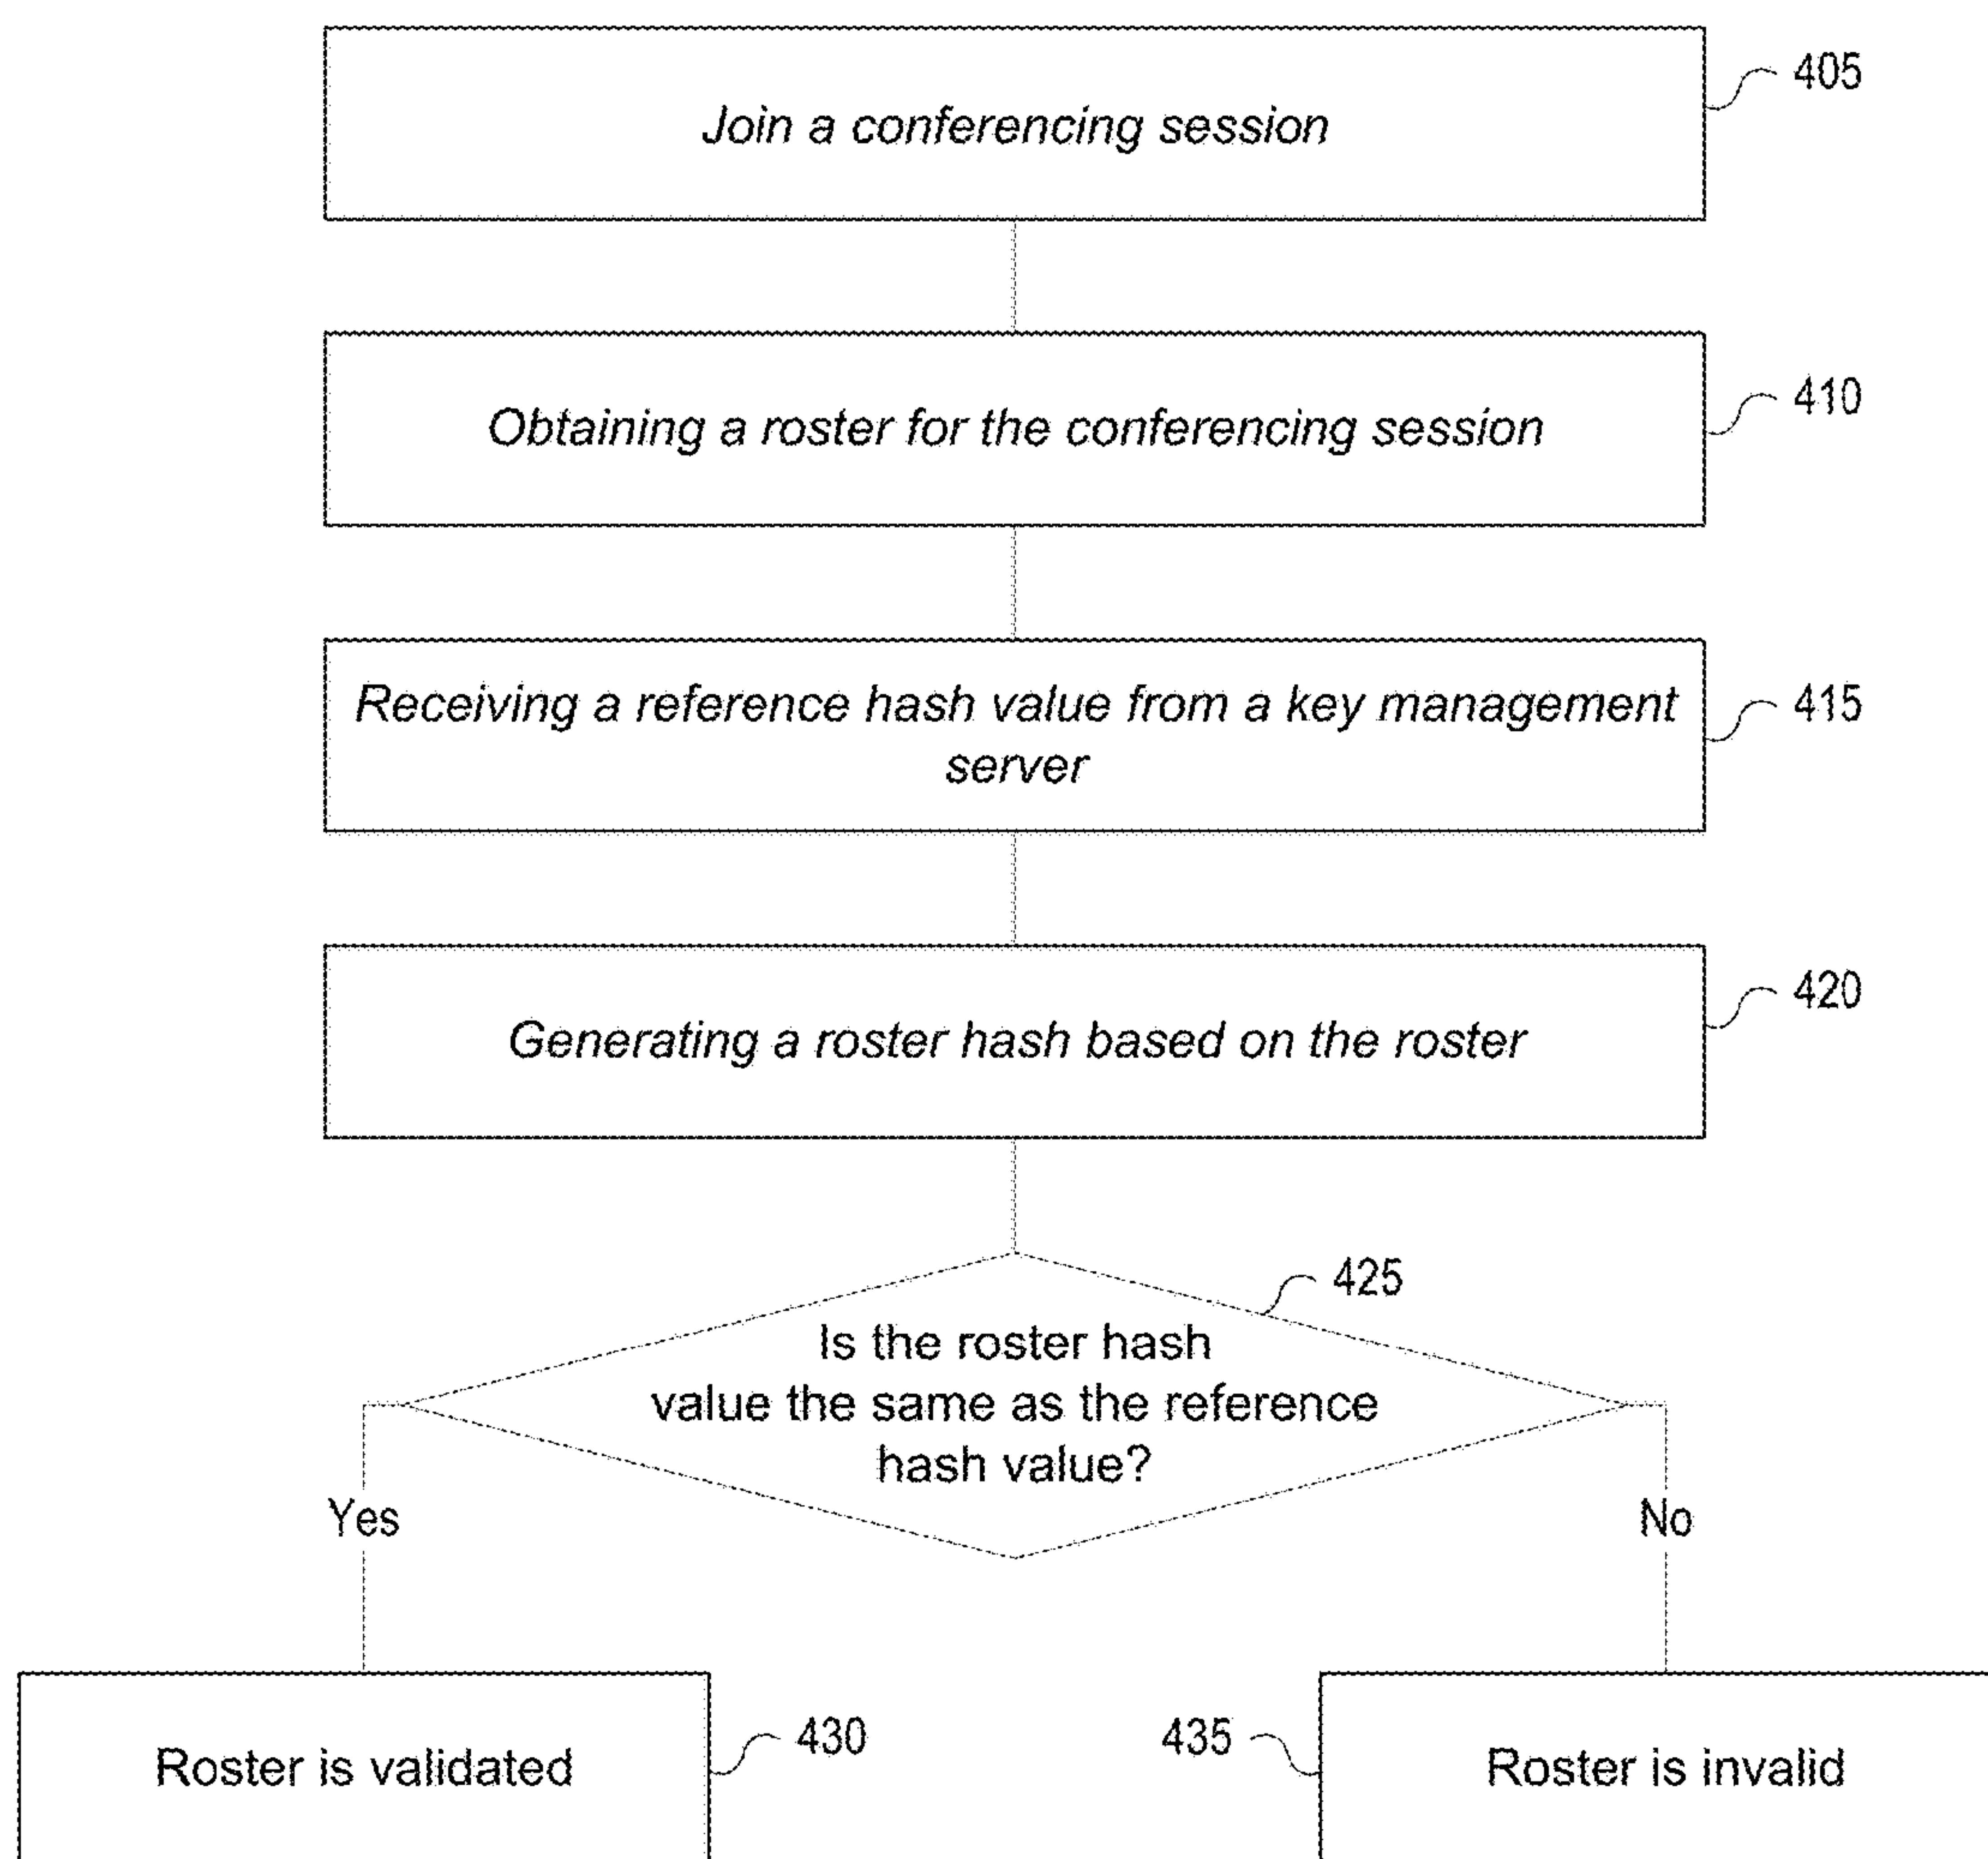 Join a conferencing session
405
Obtaining a roster for the conferencing session
410
Receiving a reference hash value from a key management
server
415
Generating a roster hash based on the roster
420
425
Is the roster hash
value the same as the reference
hash value?
Yes
No
Roster is validated
430
435
Roster is invalid